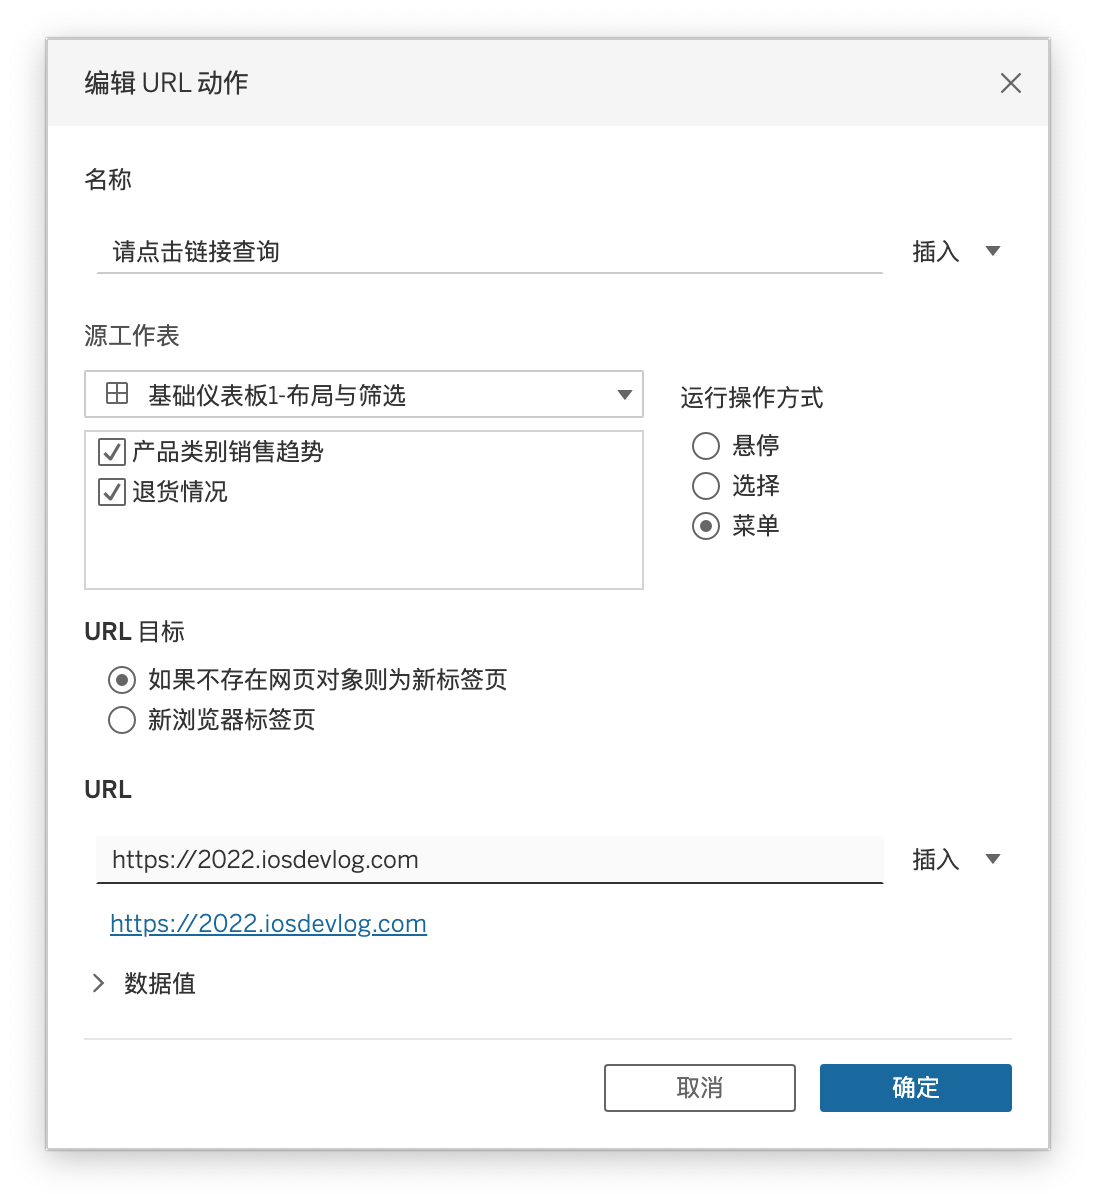 编辑 URL 动作
名称
请点击链接查询
插入
源工作表
基础仪表板1-布局与筛选
产品类别销售趋势
退货情况
运行操作方式
悬停
选择
菜单
URL 目标
如果不存在网页对象则为新标签页
新浏览器标签页
URL
https://2022.iosdevlog.com
插入
https://2022.iosdevlog.com
数据值
取消
确定